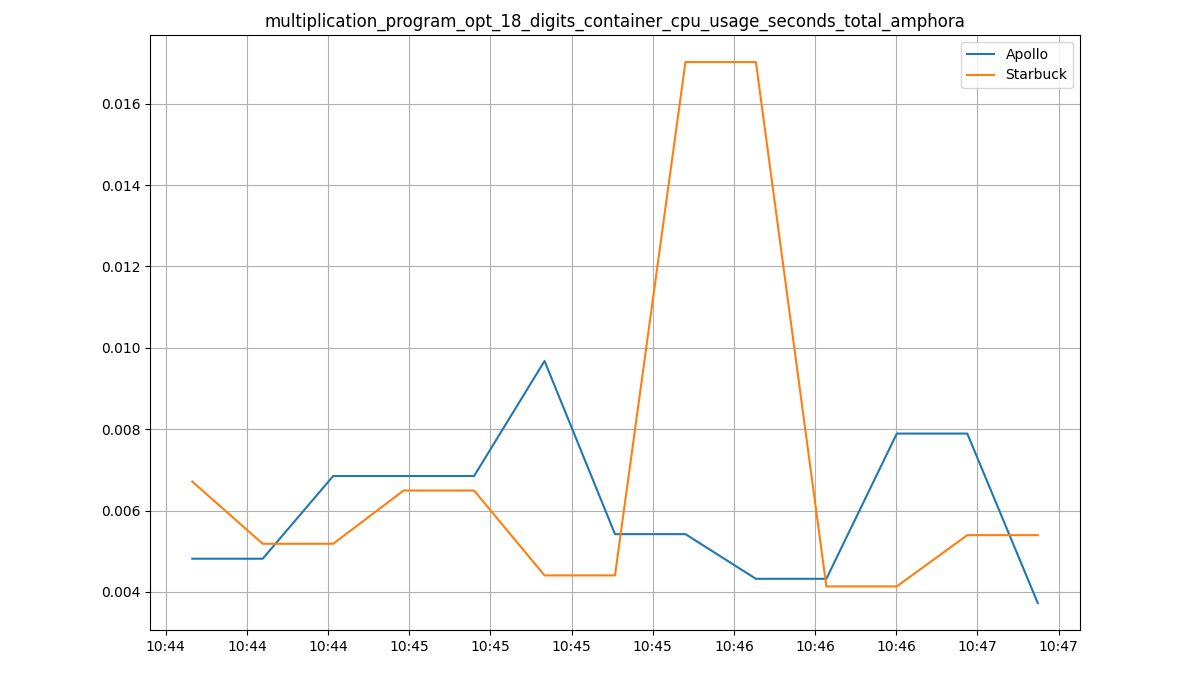 multiplication_program_opt_18_digits_container_cpu_usage_seconds_total_amphora
Apollo
Starbuck
0.016
0.014
0.012
0.010
0.008
0.006
0.004
10:44 10:44 10:44 10:45 10:45 10:45 10:45 10:46 10:46 10:46 10:47 10:47